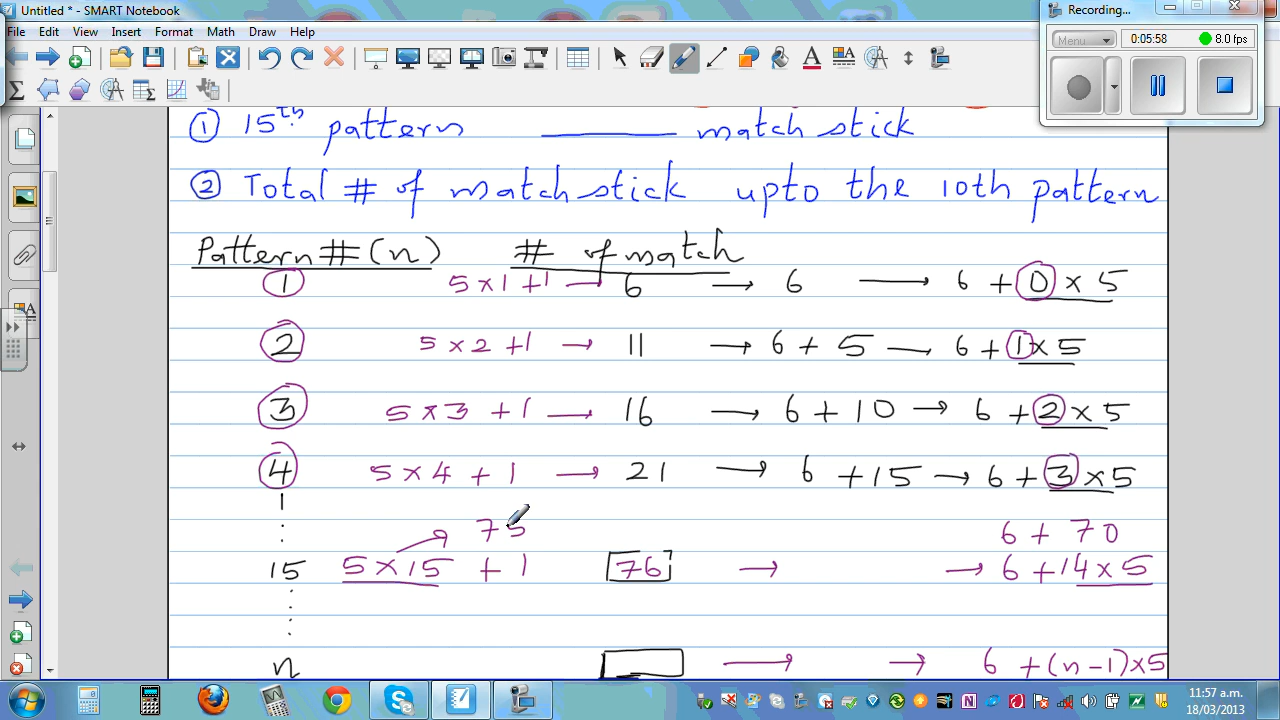 Untitled * - SMART Notebook
File Edit View Insert Format Math Draw Help
Recording...
Menu 0:05:58 8.0 fps
① 15th pattern ______ match stick
② Total # of match stick upto the 10th pattern
Pattern # (n) # of match
1 5 × 1 + 1 → 6 → 6 → 6 + 0 × 5
2 5 × 2 + 1 → 11 → 6 + 5 → 6 + 1 × 5
3 5 × 3 + 1 → 16 → 6 + 10 → 6 + 2 × 5
4 5 × 4 + 1 → 21 → 6 + 15 → 6 + 3 × 5
75 6 + 70
15 5 × 15 + 1 76 → → 6 + 14 × 5
n → → 6 + (n - 1) × 5
11:57 a.m.
18/03/2013